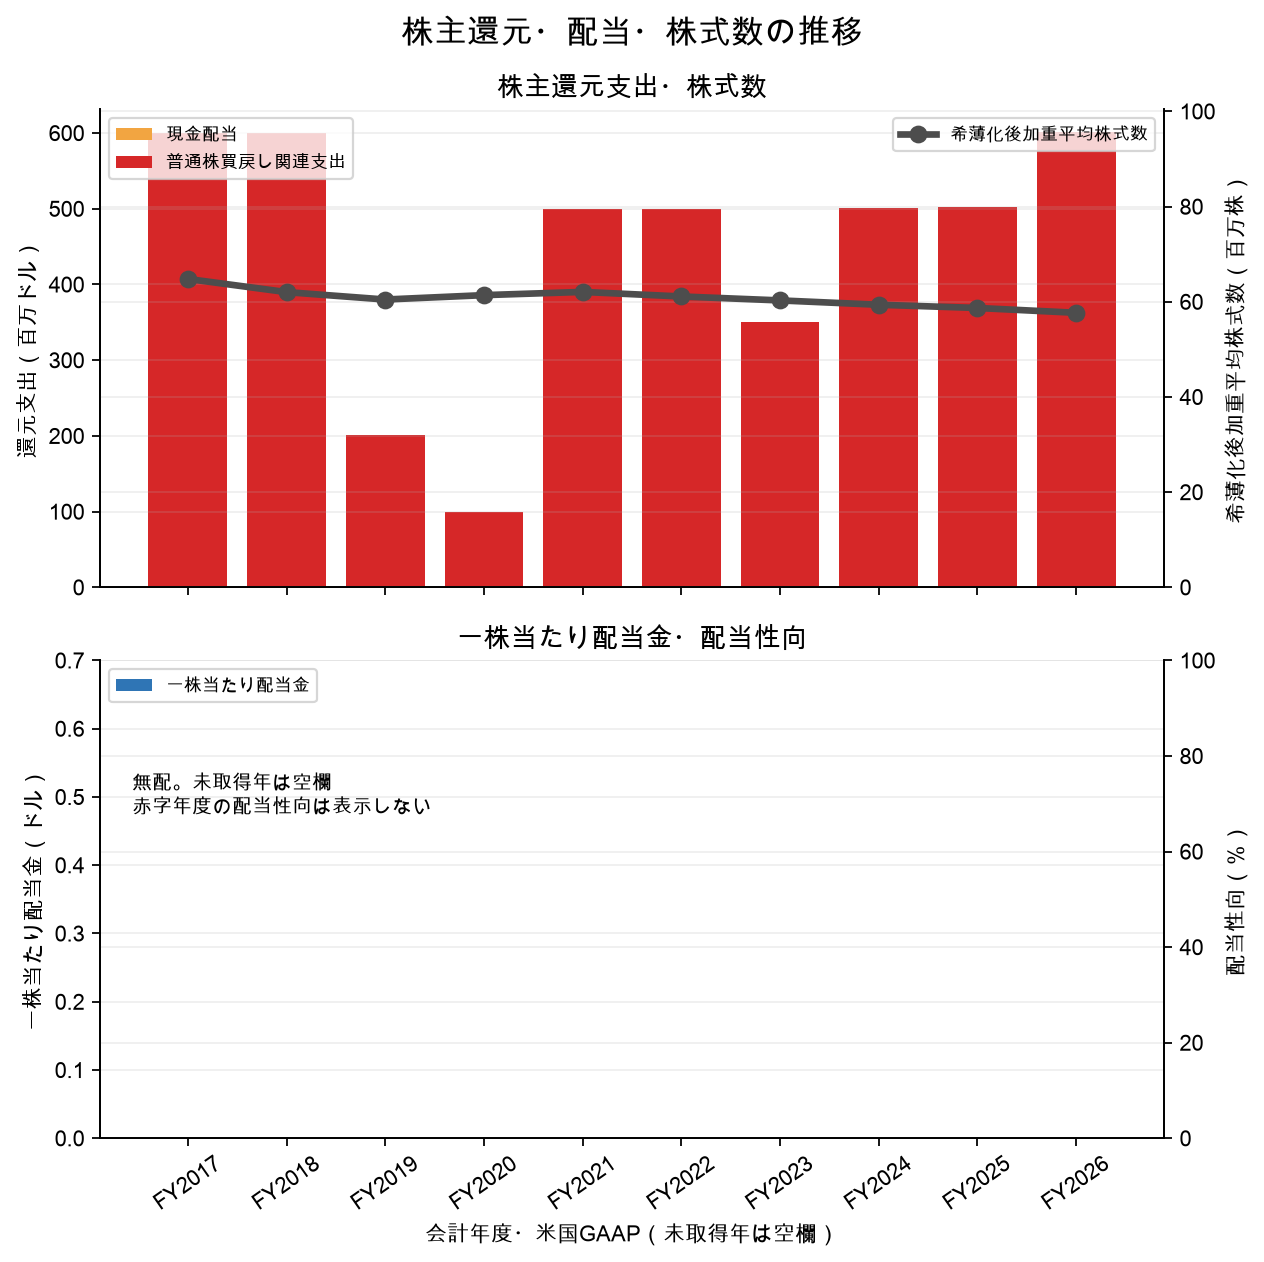 株主還元・配当・株式数の推移
株主還元支出・株式数
現金配当
普通株買戻し関連支出
希薄化後加重平均株式数
還元支出(百万ドル)
600
500
400
300
200
100
0
100
80
60
40
20
0
希薄化後加重平均株式数(百万株)
一株当たり配当金・配当性向
一株当たり配当金
無配。未取得年は空欄
赤字年度の配当性向は表示しない
一株当たり配当金(ドル)
0.7
0.6
0.5
0.4
0.3
0.2
0.1
0.0
100
80
60
40
20
0
配当性向(%)
FY2017
FY2018
FY2019
FY2020
FY2021
FY2022
FY2023
FY2024
FY2025
FY2026
会計年度・米国GAAP(未取得年は空欄)